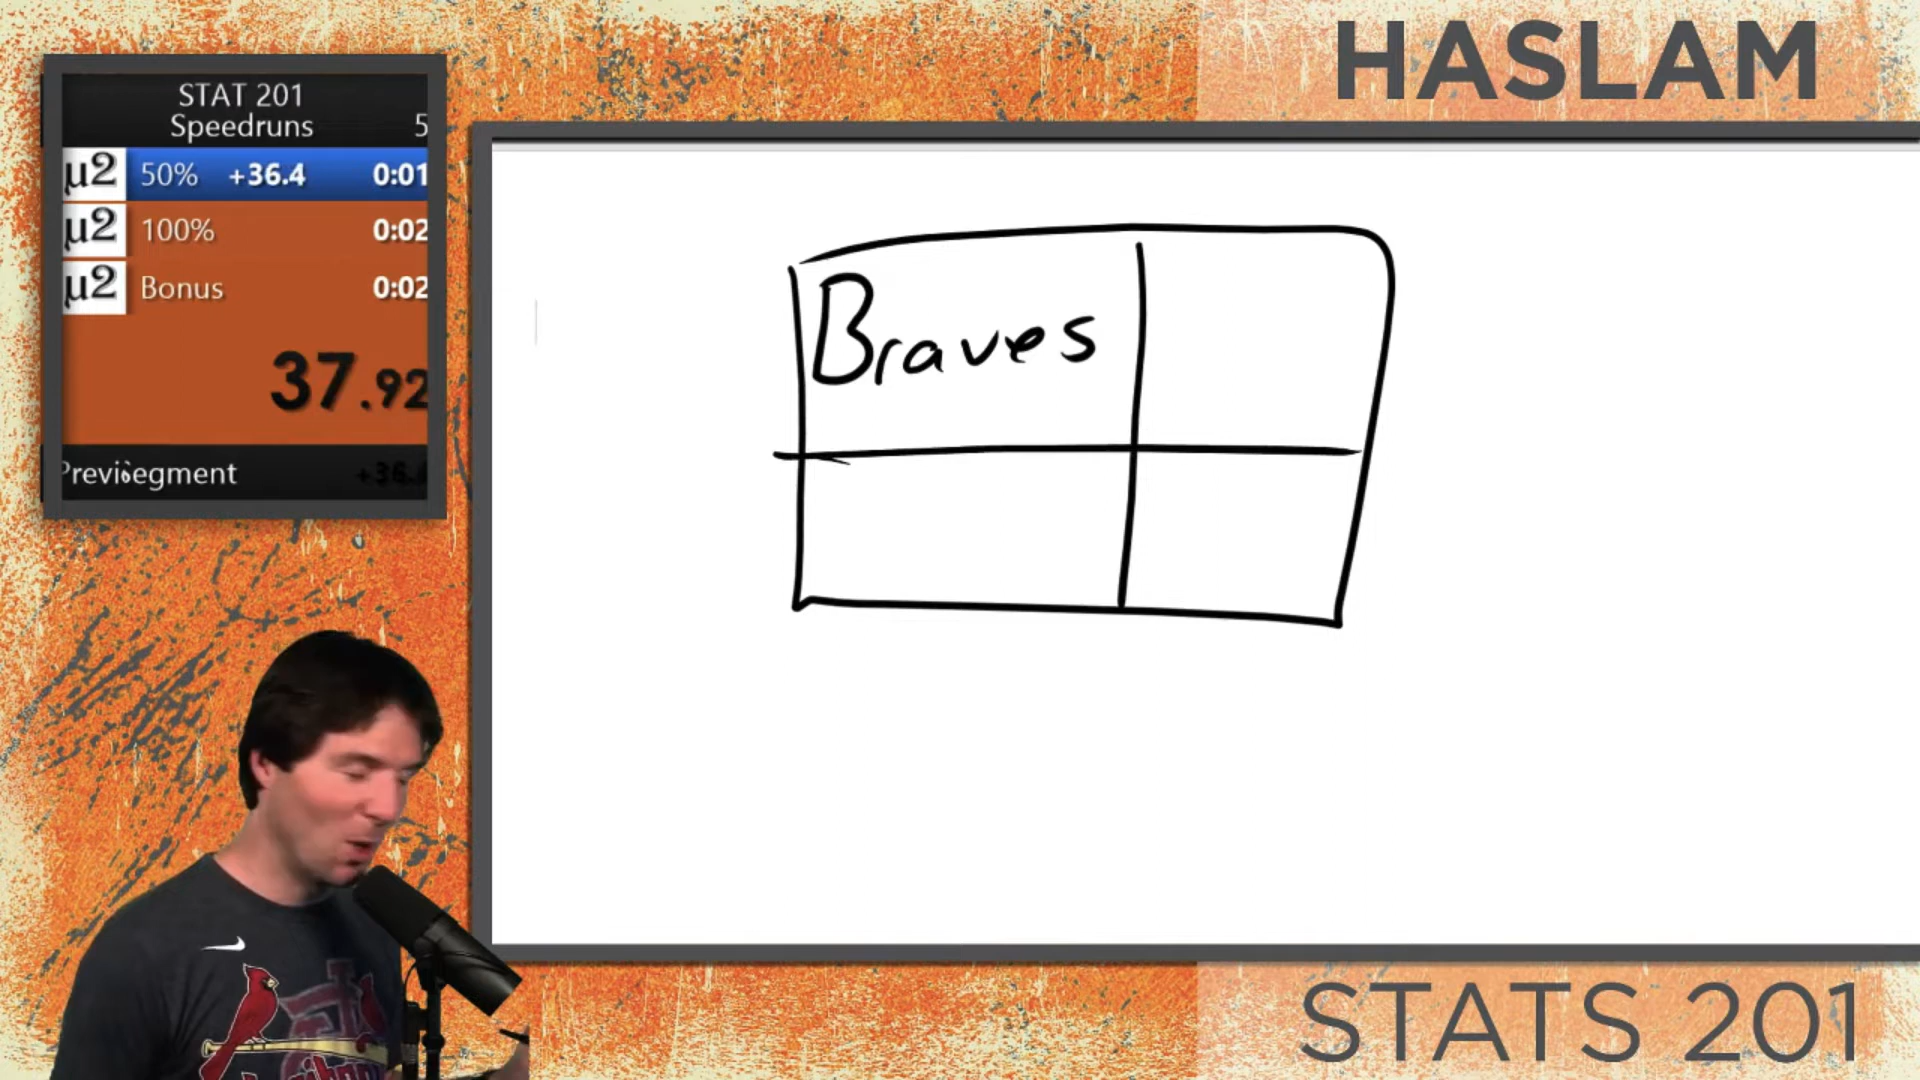 HASLAM
STAT 201
Speedruns 5
μ2 50% +36.4 0:01
μ2 100% 0:02
μ2 Bonus 0:02
37.92
Braves
STATS 201